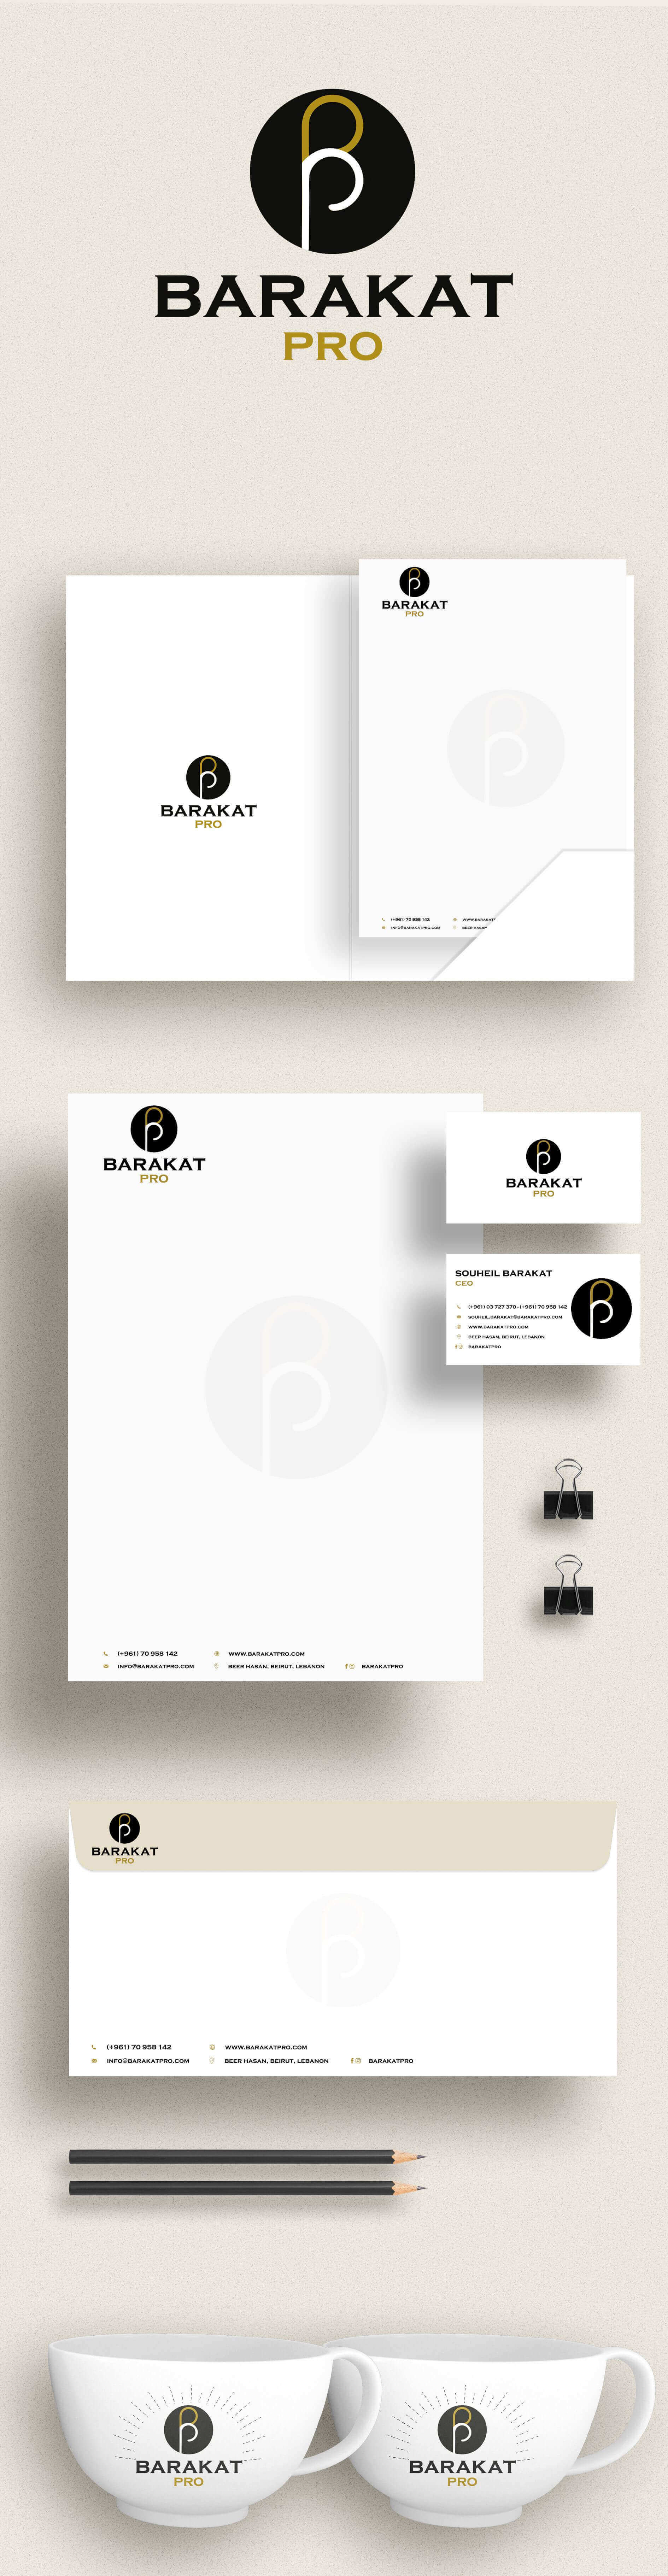 BARAKAT
PRO
BARAKAT
PRO
BARAKAT
PRO
(+961) 70 958 142
WWW.BARAKAT
INFO@BARAKATPRO.COM
BEER HASA
BARAKAT
PRO
BARAKAT
PRO
SOUHEIL BARAKAT
CEO
(+961) 03 727 370 - (+961) 70 958 142
SOUHEIL.BARAKAT@BARAKATPRO.COM
WWW.BARAKATPRO.COM
BEER HASAN, BEIRUT, LEBANON
BARAKATPRO
(+961) 70 958 142
WWW.BARAKATPRO.COM
INFO@BARAKATPRO.COM
BEER HASAN, BEIRUT, LEBANON
BARAKATPRO
BARAKAT
PRO
(+961) 70 958 142
WWW.BARAKATPRO.COM
INFO@BARAKATPRO.COM
BEER HASAN, BEIRUT, LEBANON
BARAKATPRO
BARAKAT
PRO
BARAKAT
PRO